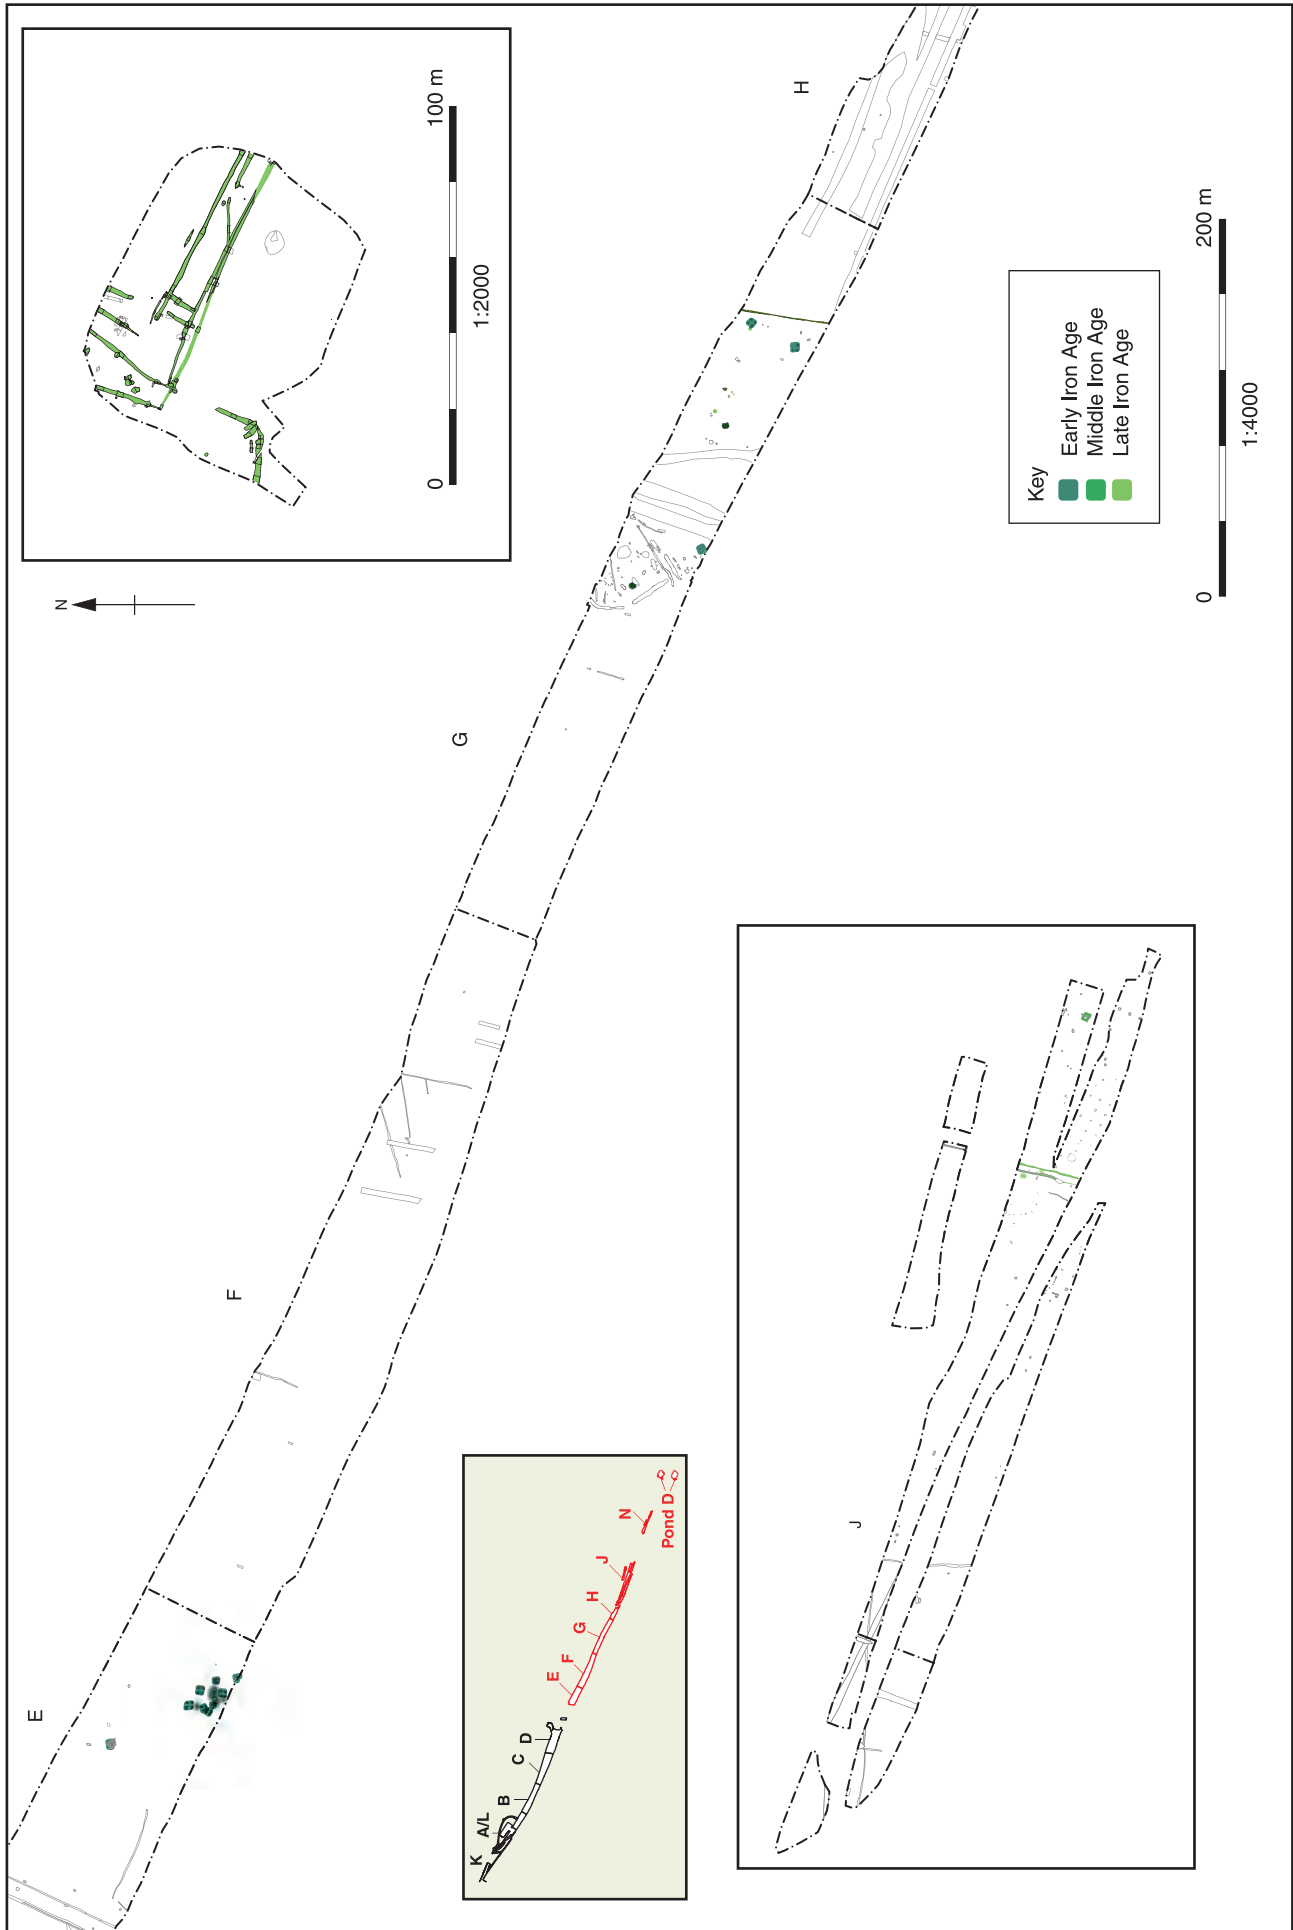 E
F
G
H
J
N
0
100 m
1:2000
Key
Early Iron Age
Middle Iron Age
Late Iron Age
0
200 m
1:4000
K
A/L
B
C
D
E
F
G
H
J
N
Pond D